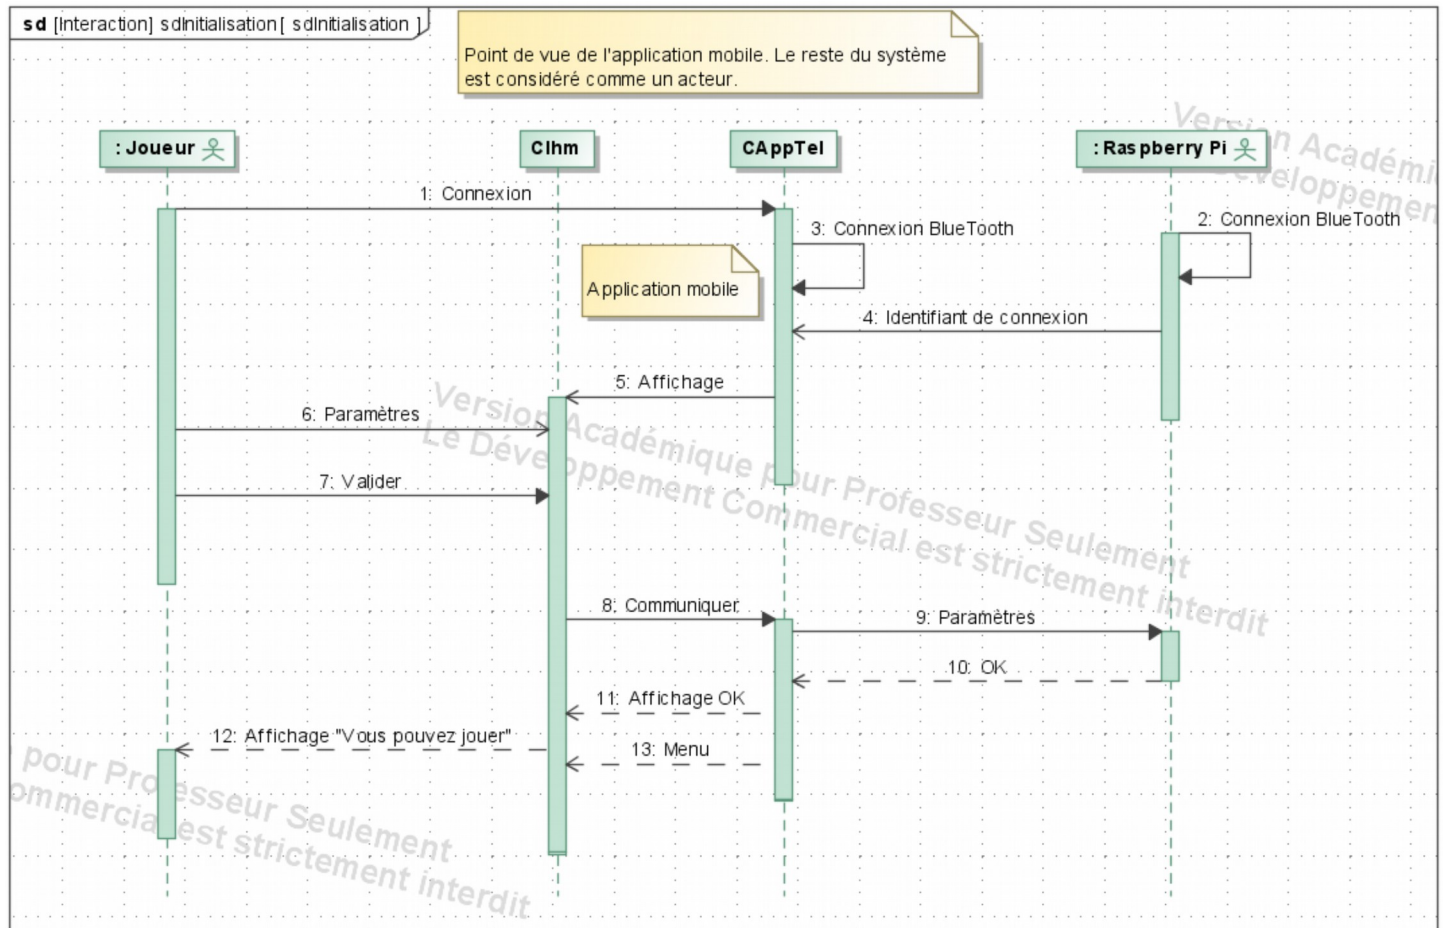 sd [Interaction] sdInitialisation[ sdInitialisation ]
Point de vue de l'application mobile. Le reste du système
est considéré comme un acteur.
Version Académi
Développemen
: Joueur
CIhm
CAppTel
: Raspberry Pi
1: Connexion
2: Connexion BlueTooth
3: Connexion BlueTooth
Application mobile
4: Identifiant de connexion
5: Affichage
6: Paramètres
Version Académique pour Professeur Seulement
Le Développement Commercial est strictement interdit
7: Valider
8: Communiquer
9: Paramètres
10: OK
11: Affichage OK
12: Affichage "Vous pouvez jouer"
13: Menu
pour Professeur Seulement
ommercial est strictement interdit